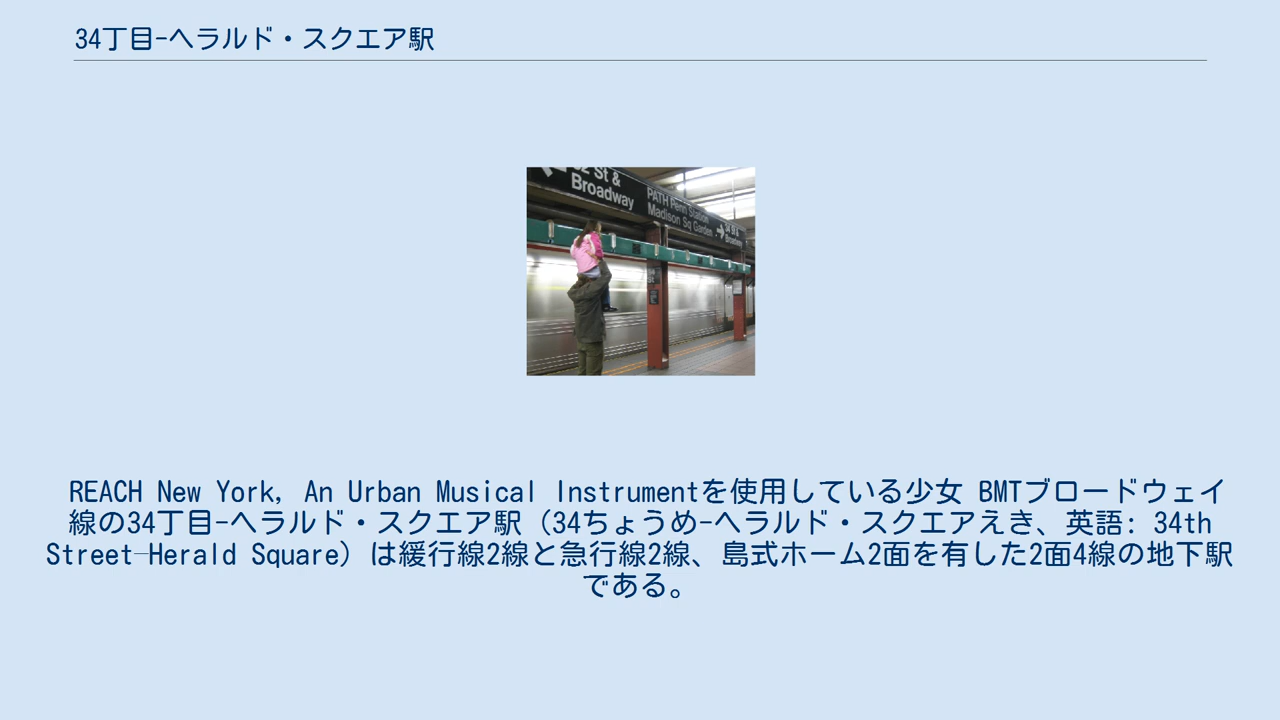 34丁目-ヘラルド・スクエア駅
32 St &
Broadway
PATH Penn Station
Madison Sq Garden
34 St &
Broadway
REACH New York, An Urban Musical Instrumentを使用している少女 BMTブロードウェイ
線の34丁目-ヘラルド・スクエア駅（34ちょうめ-ヘラルド・スクエアえき、英語: 34th
Street–Herald Square）は緩行線2線と急行線2線、島式ホーム2面を有した2面4線の地下駅
である。